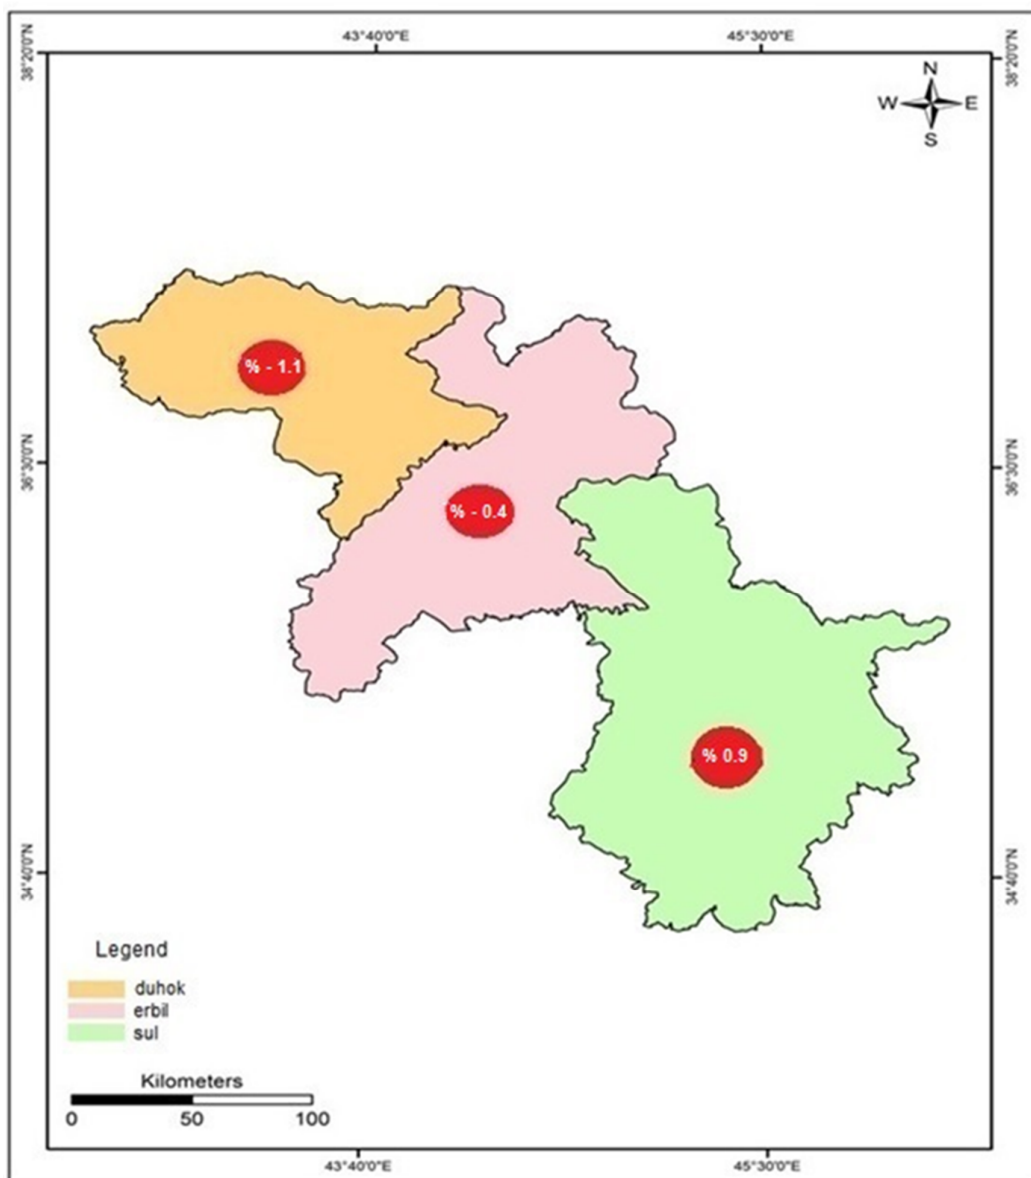 43°40'0"E 45°30'0"E
38°20'0"N 38°20'0"N
N
W E
S
% - 1.1
36°30'0"N 36°30'0"N
% - 0.4
% 0.9
34°40'0"N 34°40'0"N
Legend
duhok
erbil
sul
Kilometers
0 50 100
43°40'0"E 45°30'0"E